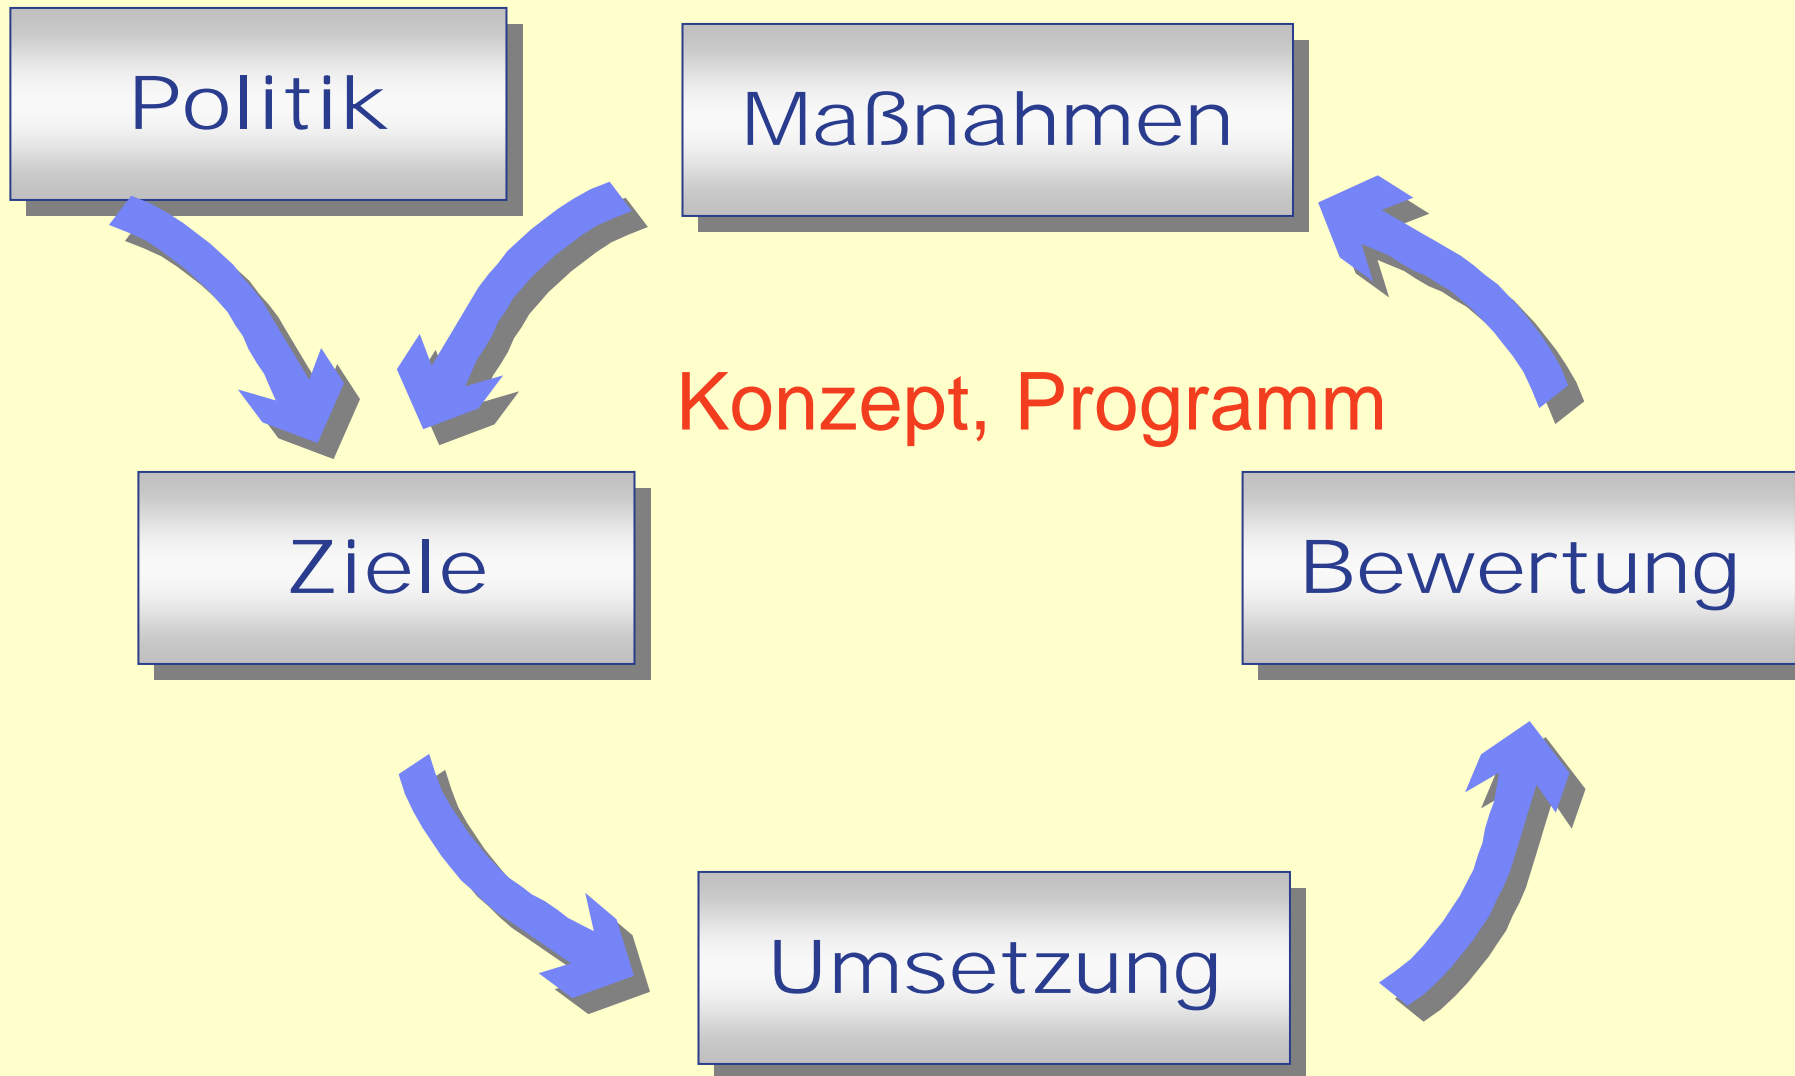 Politik
Maßnahmen
Konzept, Programm
Ziele
Bewertung
Umsetzung